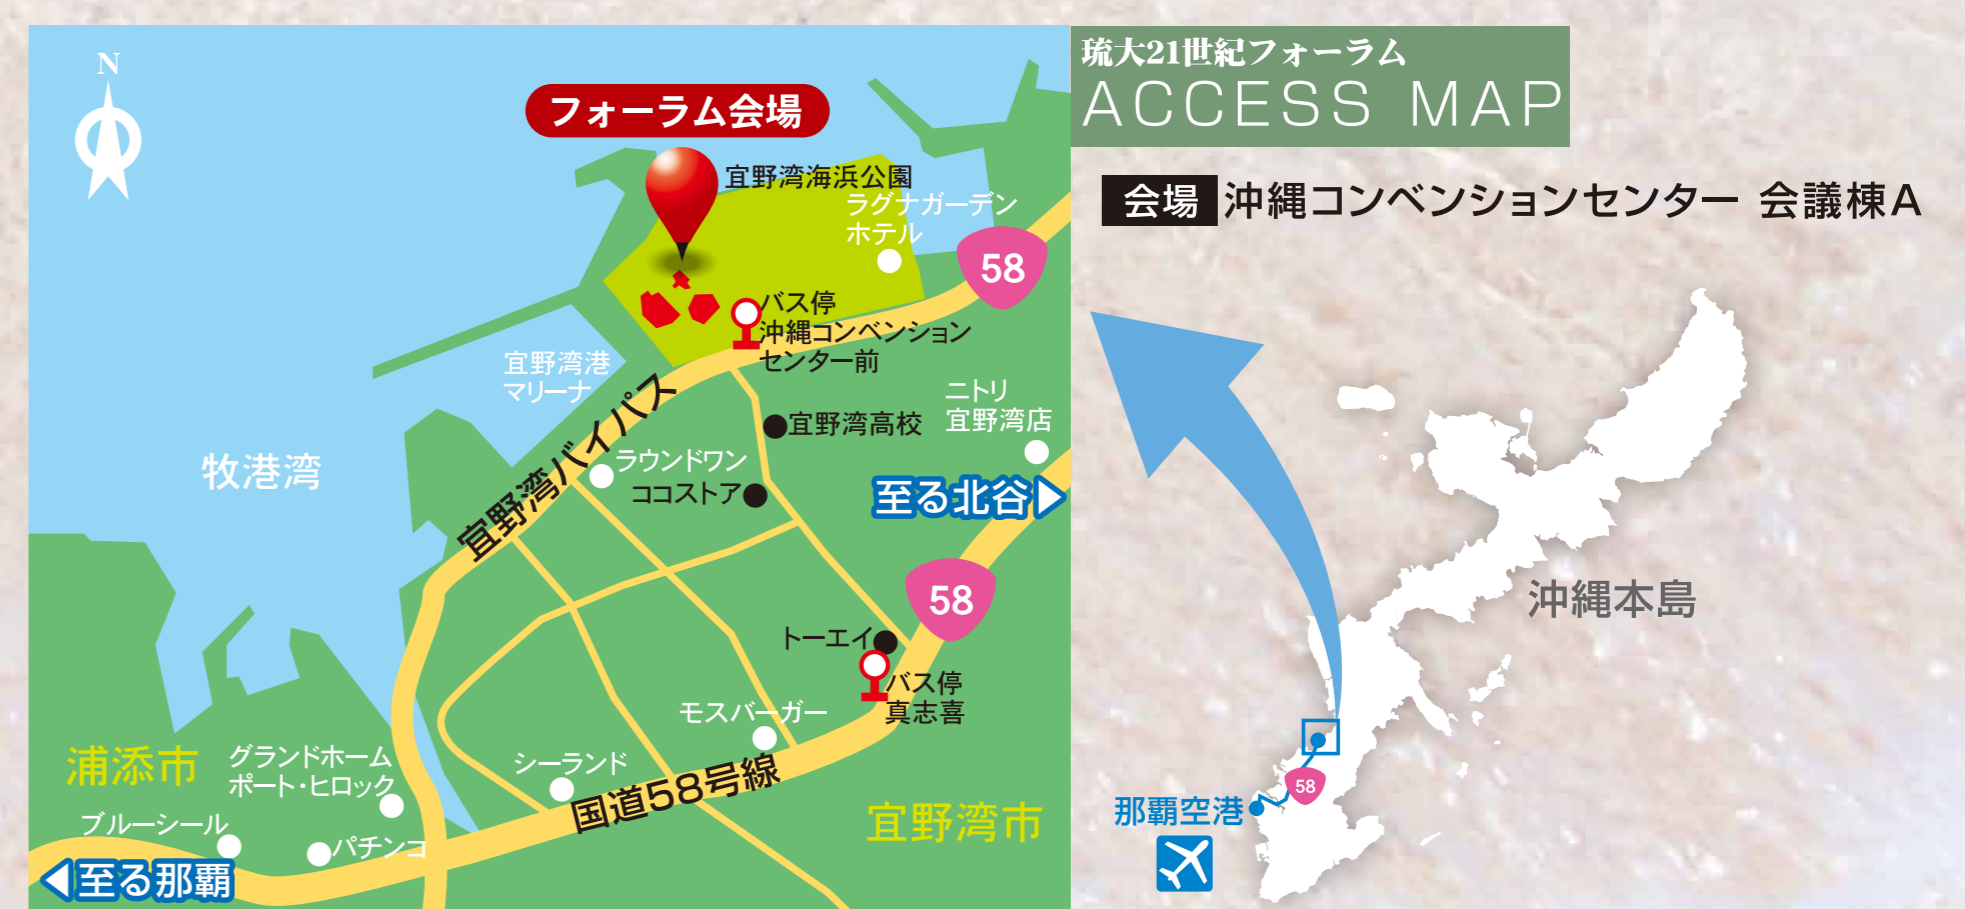 N
フォーラム会場
宜野湾海浜公園
ラグナガーデン
ホテル
58
バス停
沖縄コンベンション
センター前
宜野湾港
マリーナ
宜野湾バイパス
ニトリ
宜野湾店
宜野湾高校
ラウンドワン
ココストア
牧港湾
至る北谷
58
トーエイ
バス停
真志喜
モスバーガー
シーランド
国道58号線
浦添市
グランドホーム
ポート・ヒロック
ブルーシール
パチンコ
宜野湾市
至る那覇
琉大21世紀フォーラム
ACCESS MAP
会場 沖縄コンベンションセンター 会議棟A
沖縄本島
58
那覇空港